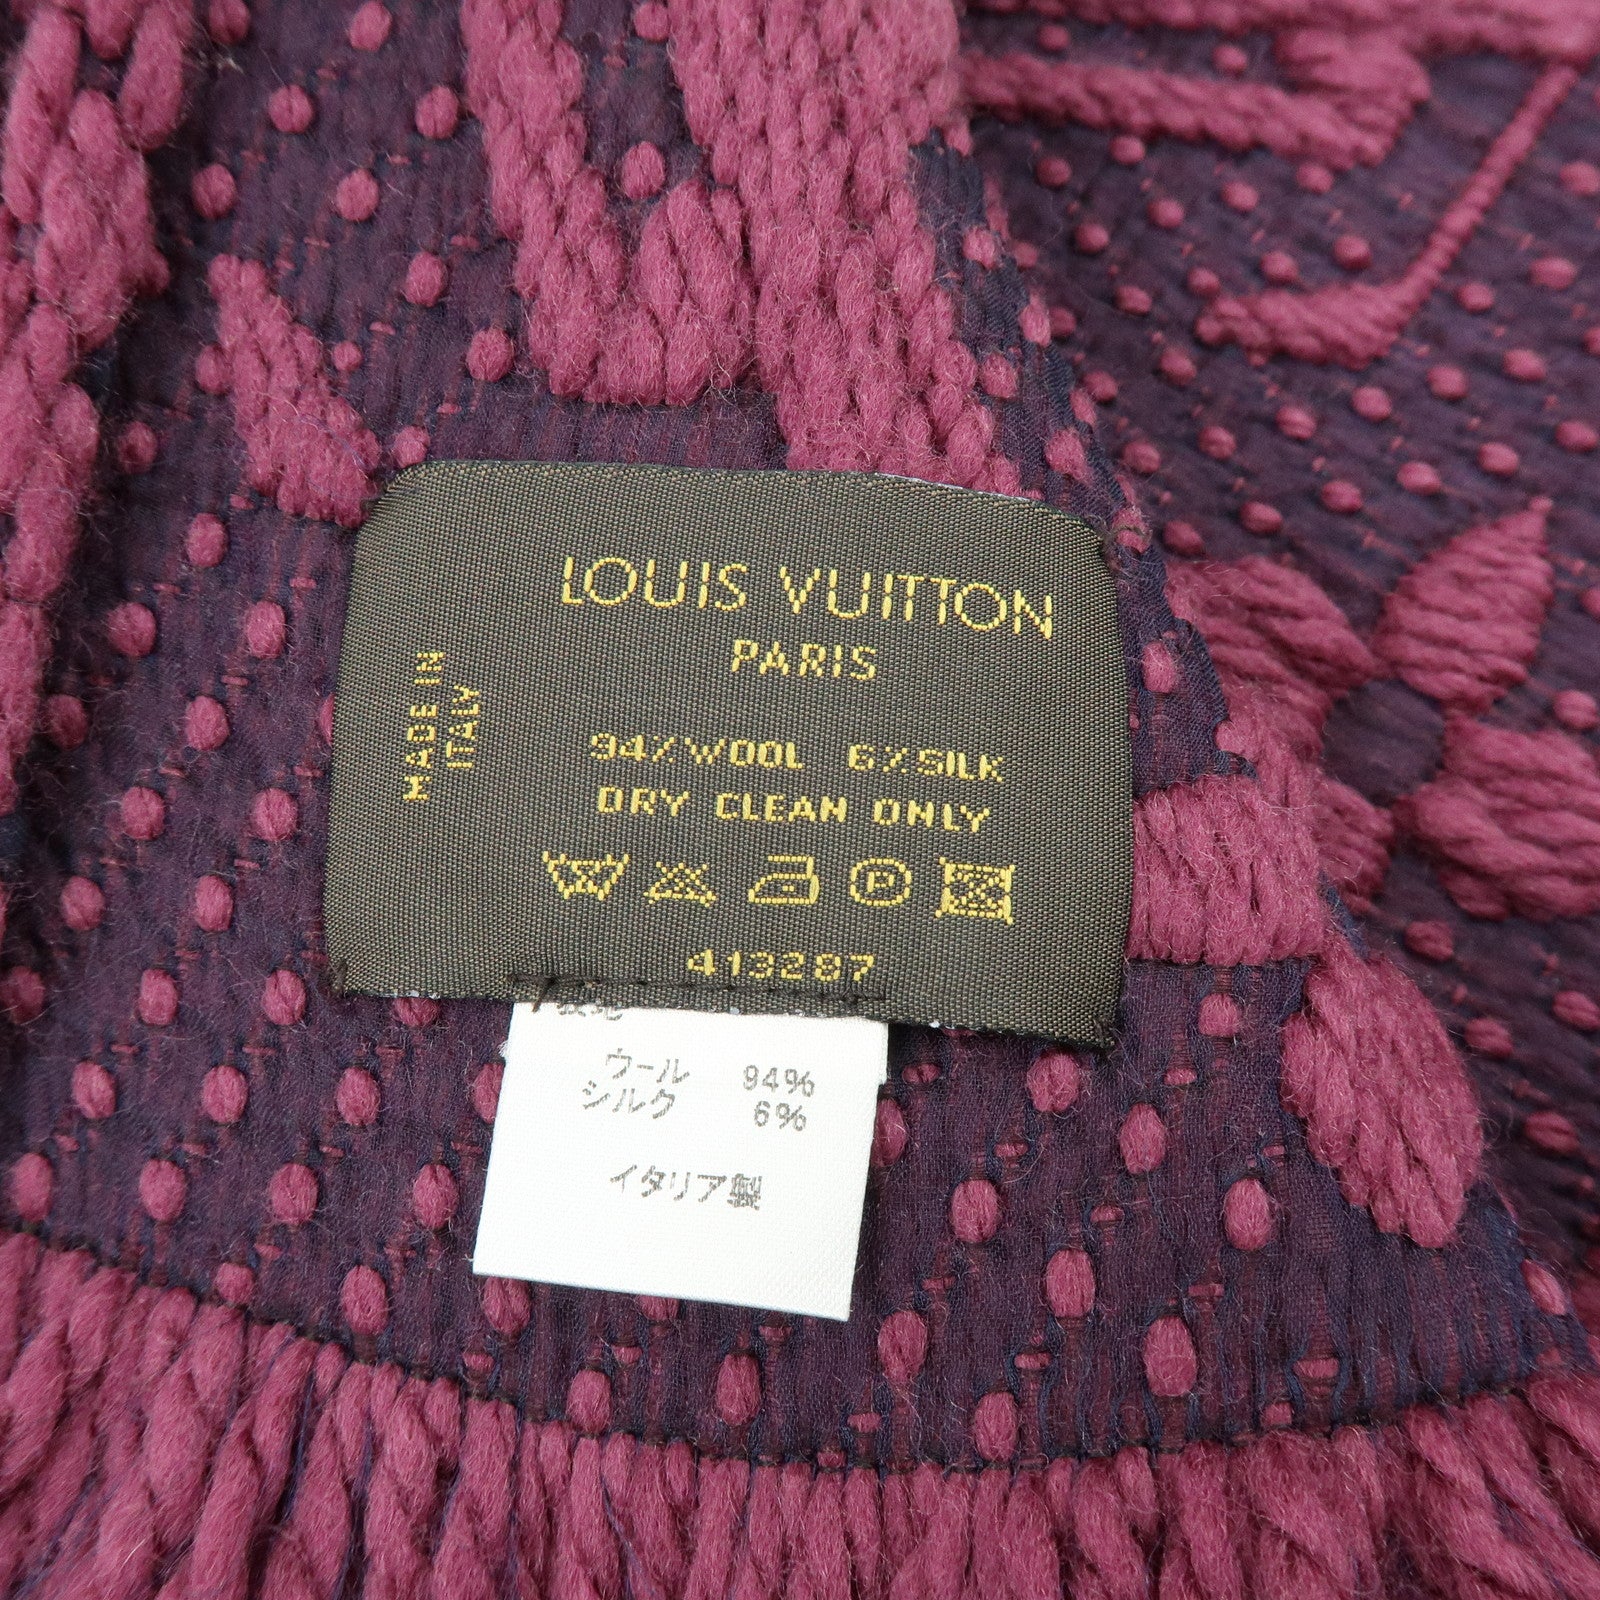 LOUIS VUITTON
PARIS
MADE IN
ITALY
94%WOOL 6%SILK
DRY CLEAN ONLY
P
413287
ウール 94%
シルク 6%
イタリア製